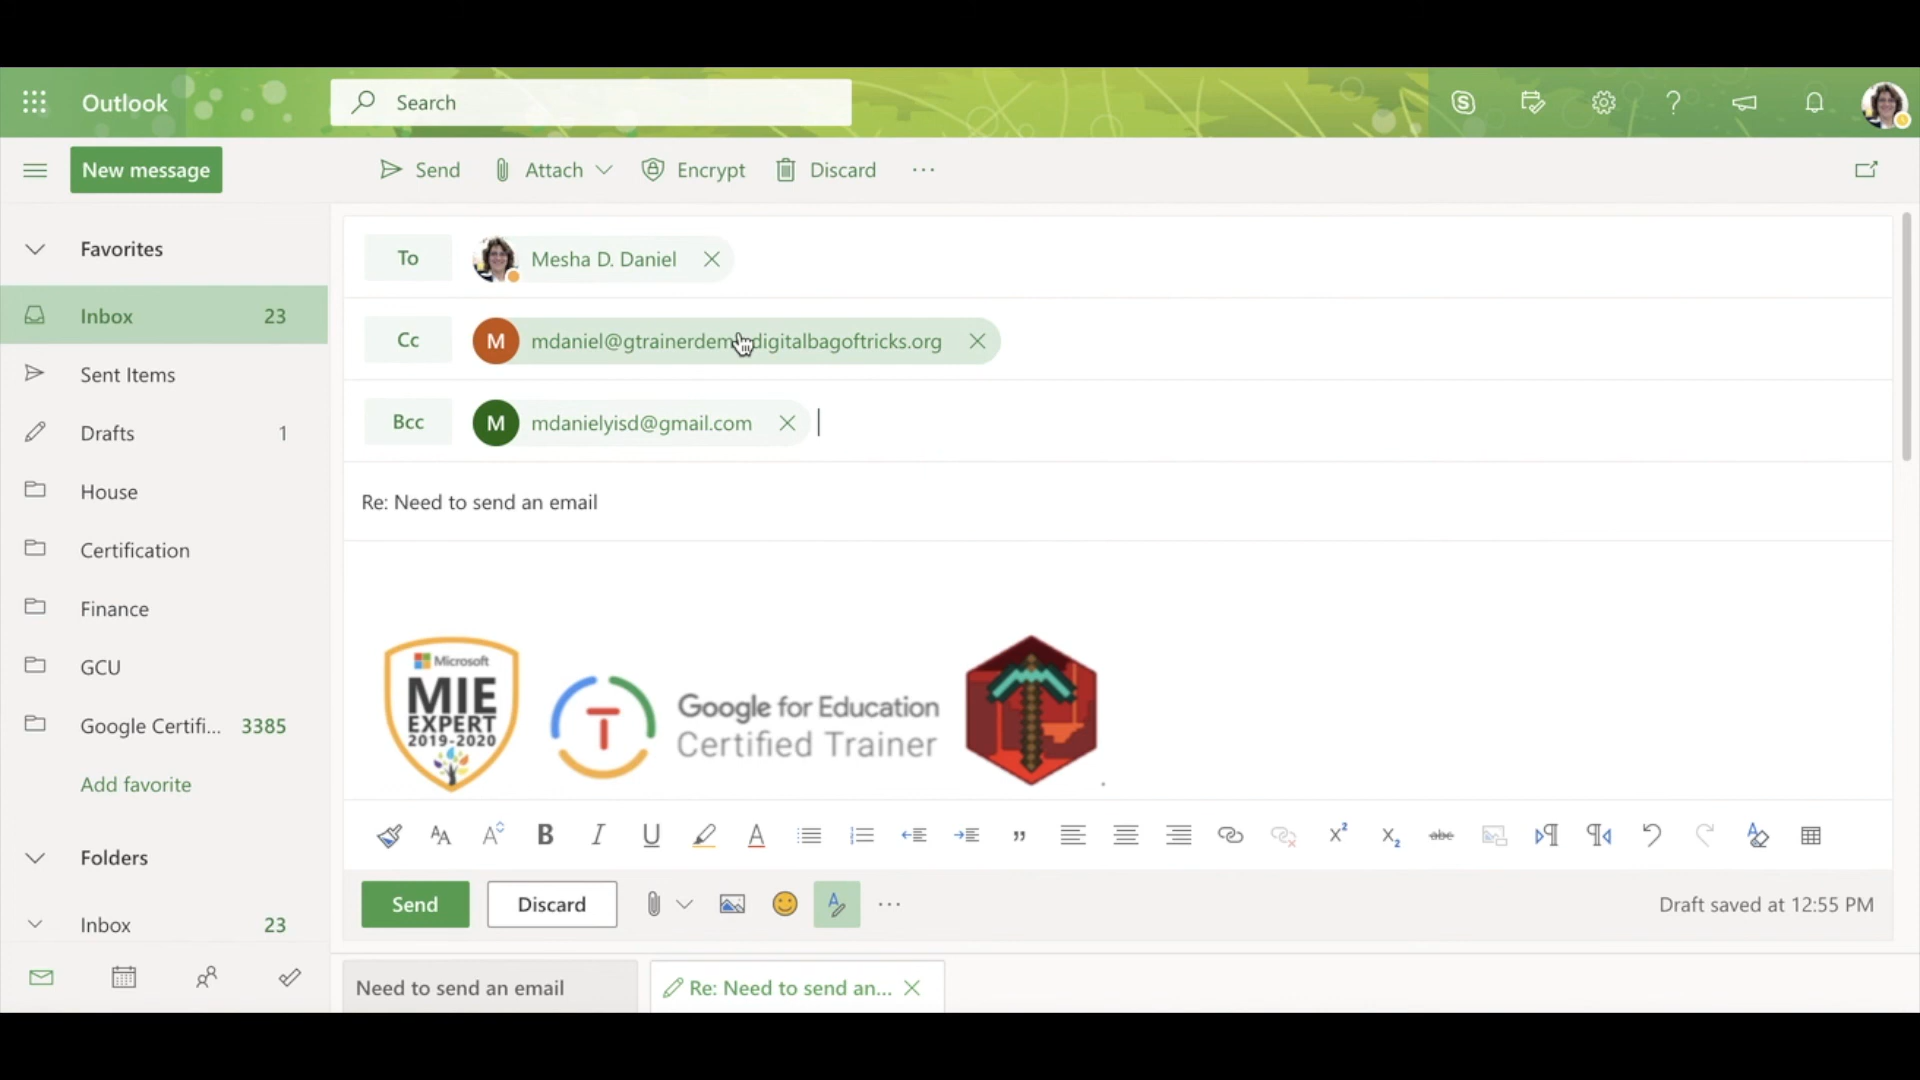 Outlook
Search
New message
Send
Attach
Encrypt
Discard
Favorites
To
Mesha D. Daniel
Inbox 23
Cc
M
Sent Items
Drafts 1
Bcc
M
mdanielyisd@gmail.com
House
Re: Need to send an email
Certification
Finance
GCU
Google Certifi... 3385
Add favorite
Microsoft
MIE
EXPERT
2019-2020
T
Google for Education
Certified Trainer
Folders
Inbox 23
Send
Discard
Draft saved at 12:55 PM
Need to send an email
Re: Need to send an...